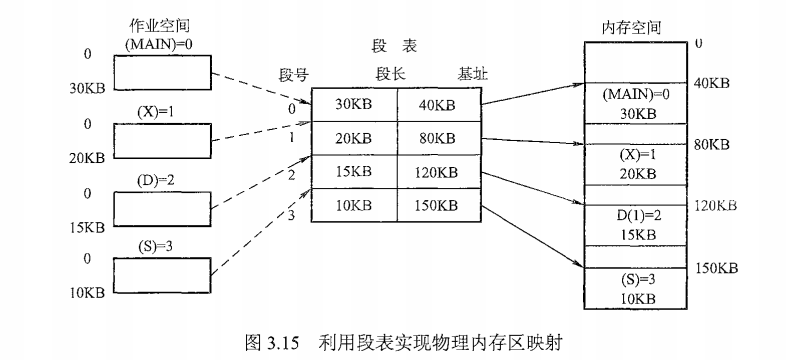 作业空间
(MAIN)=0
0
30KB
(X)=1
0
20KB
(D)=2
0
15KB
(S)=3
0
10KB
段 表
段号 段长 基址
0 30KB 40KB
1 20KB 80KB
2 15KB 120KB
3 10KB 150KB
内存空间
0
40KB
(MAIN)=0
30KB
80KB
(X)=1
20KB
120KB
D(1)=2
15KB
150KB
(S)=3
10KB
图 3.15 利用段表实现物理内存区映射